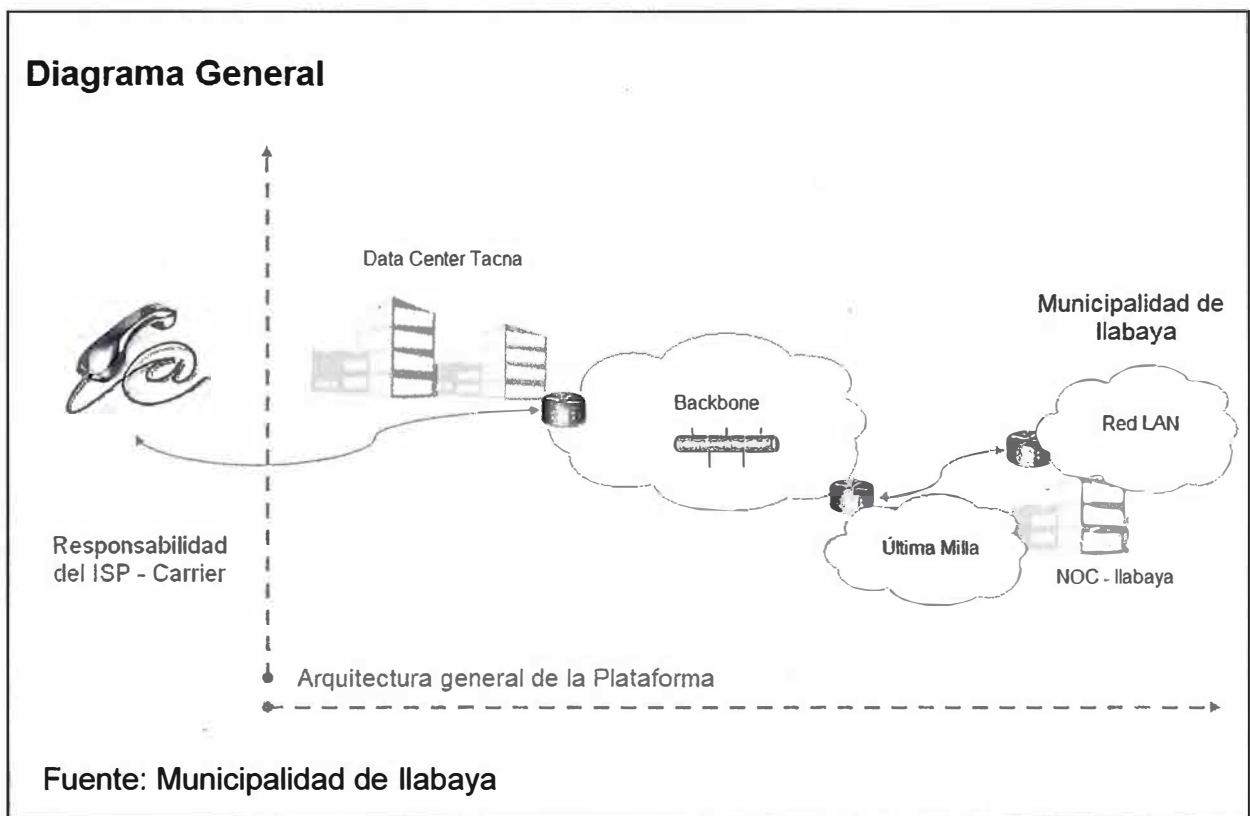 Diagrama General
Data Center Tacna
Municipalidad de
Ilabaya
Backbone
Red LAN
Última Milla
NOC - Ilabaya
Responsabilidad
del ISP - Carrier
Arquitectura general de la Plataforma
Fuente: Municipalidad de Ilabaya